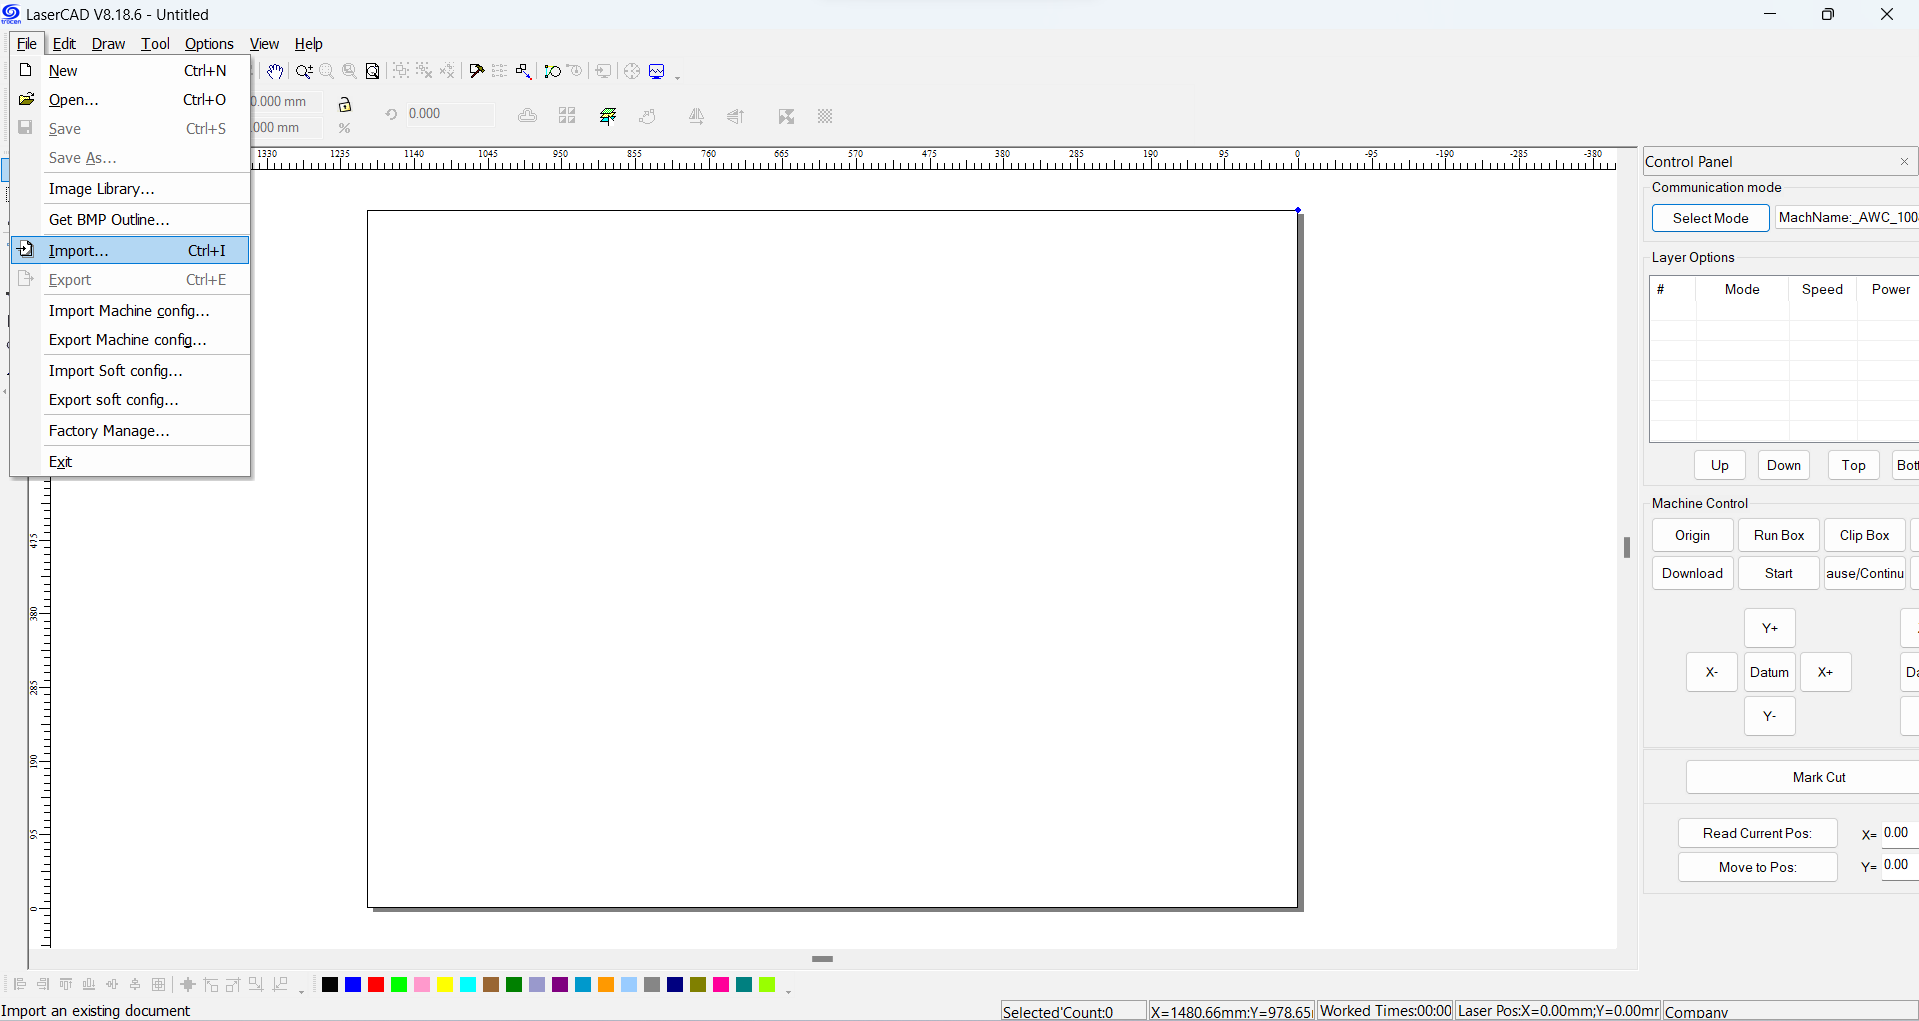 LaserCAD V8.18.6 - Untitled
File Edit Draw Tool Options View Help
New Ctrl+N
Open... Ctrl+O
Save Ctrl+S
Save As...
Image Library...
Get BMP Outline...
Import... Ctrl+I
Export Ctrl+E
Import Machine config...
Export Machine config...
Import Soft config...
Export soft config...
Factory Manage...
Exit
0.000 mm
.000 mm
%
0.000
1330 1235 1140 1045 950 855 760 665 570 475 380 285 190 95 0 -95 -190 -285 -380
475
380
285
190
95
0
Control Panel
Communication mode
Select Mode MachName:_AWC_100
Layer Options
# Mode Speed Power
Up Down Top Bott
Machine Control
Origin Run Box Clip Box
Download Start ause/Continu
Y+
X- Datum X+ Da
Y-
Mark Cut
Read Current Pos: X= 0.00
Move to Pos: Y= 0.00
Import an existing document
Selected'Count:0 X=1480.66mm:Y=978.65 Worked Times:00:00 Laser Pos:X=0.00mm;Y=0.00mr Company